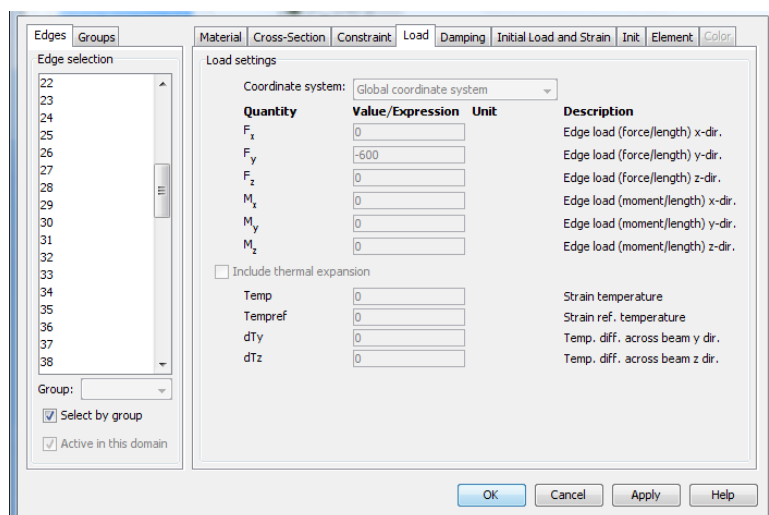 Edges Groups
Edge selection
22
23
24
25
26
27
28
29
30
31
32
33
34
35
36
37
38
Group:
Select by group
Active in this domain
Material Cross-Section Constraint Load Damping Initial Load and Strain Init Element Color
Load settings
Coordinate system: Global coordinate system
Quantity Value/Expression Unit Description
Fx 0 Edge load (force/length) x-dir.
Fy -600 Edge load (force/length) y-dir.
Fz 0 Edge load (force/length) z-dir.
Mx 0 Edge load (moment/length) x-dir.
My 0 Edge load (moment/length) y-dir.
Mz 0 Edge load (moment/length) z-dir.
Include thermal expansion
Temp 0 Strain temperature
Tempref 0 Strain ref. temperature
dTy 0 Temp. diff. across beam y dir.
dTz 0 Temp. diff. across beam z dir.
OK Cancel Apply Help